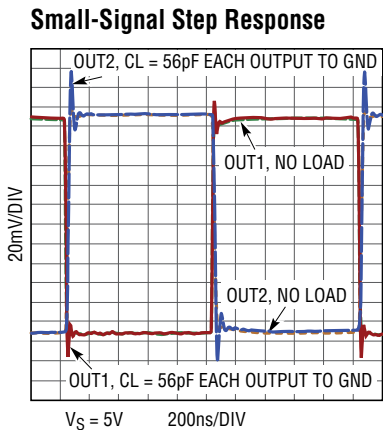 Small-Signal Step Response
OUT2, CL = 56pF EACH OUTPUT TO GND
OUT1, NO LOAD
20mV/DIV
OUT2, NO LOAD
OUT1, CL = 56pF EACH OUTPUT TO GND
VS = 5V 200ns/DIV